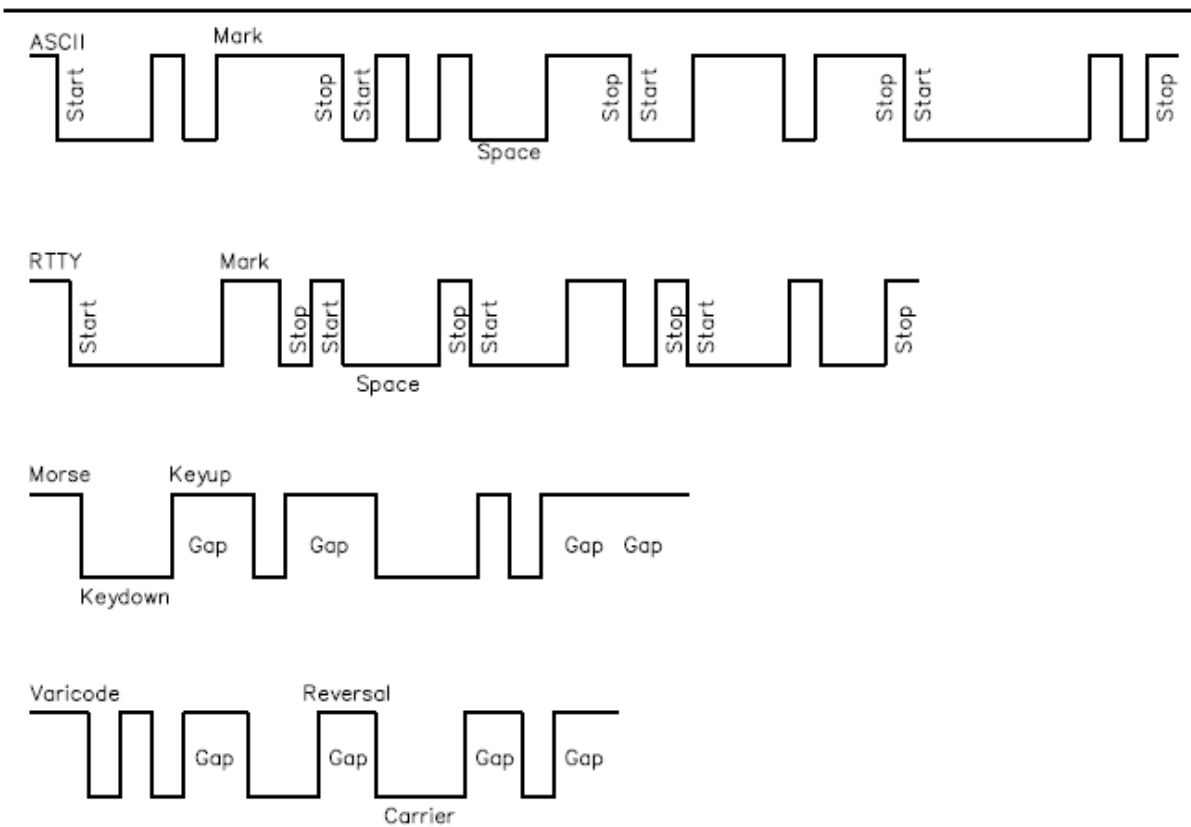 ASCII Mark
Start Stop Start Stop Start Stop Start Stop
Space
RTTY Mark
Start Stop Start Stop Start Stop Start Stop
Space
Morse Keyup
Gap Gap Gap Gap
Keydown
Varicode Reversal
Gap Gap Gap Gap
Carrier